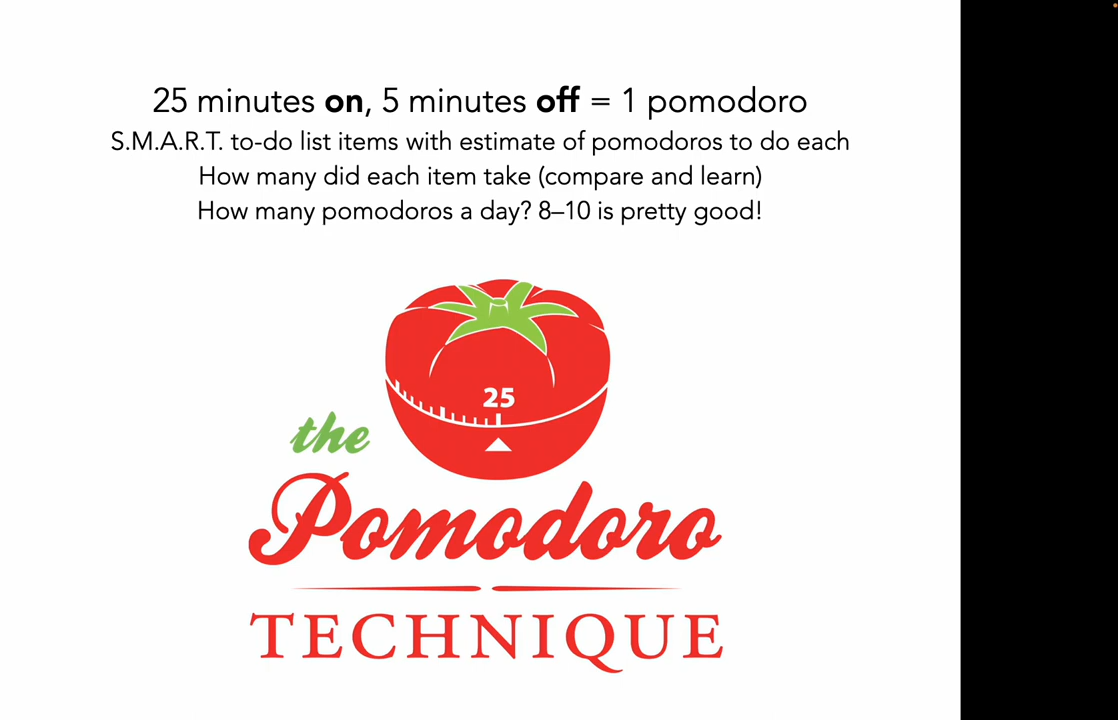 25 minutes on, 5 minutes off = 1 pomodoro
S.M.A.R.T. to-do list items with estimate of pomodoros to do each
How many did each item take (compare and learn)
How many pomodoros a day? 8–10 is pretty good!
25
the
Pomodoro
TECHNIQUE